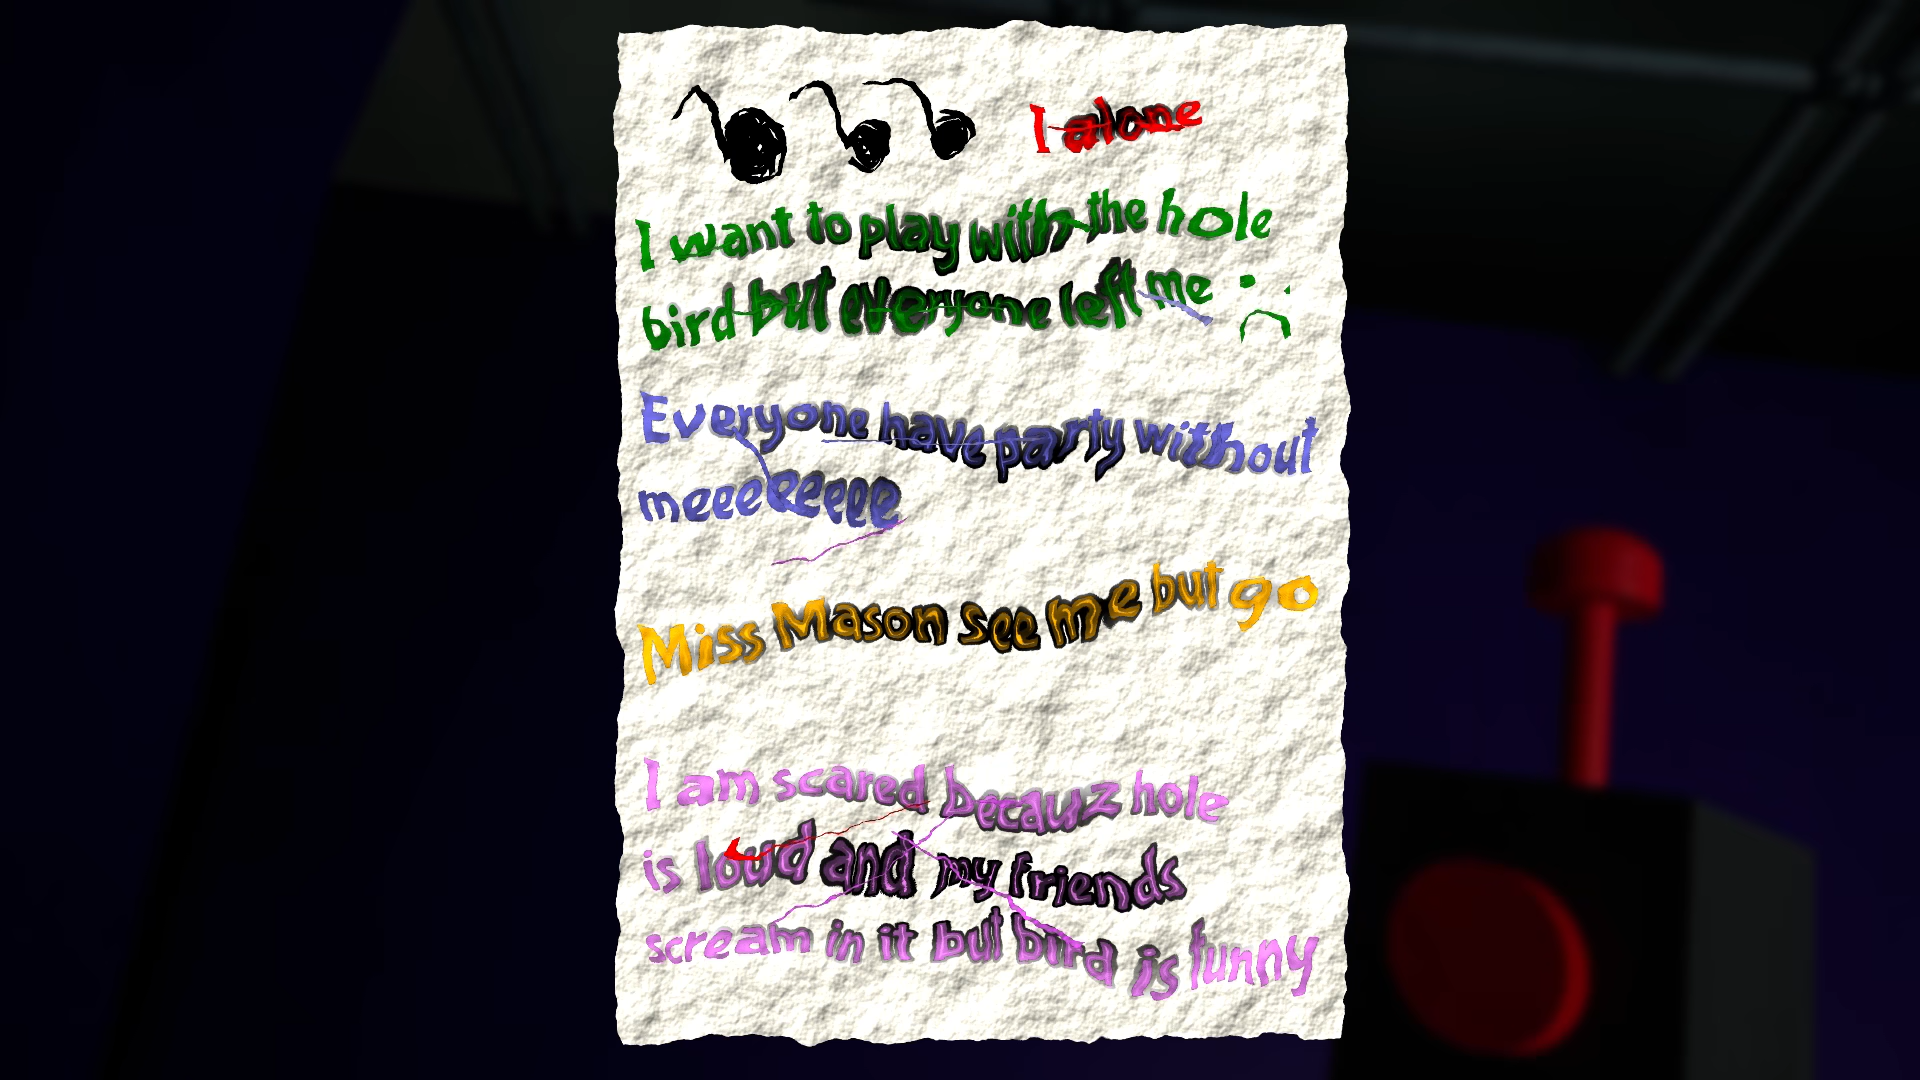 I alone
I want to play with the hole
bird but everyone left me
Everyone have party without
meeeeeeee
Miss Mason see me but go
I am scared becauz hole
is loud and my friends
scream in it but bird is funny